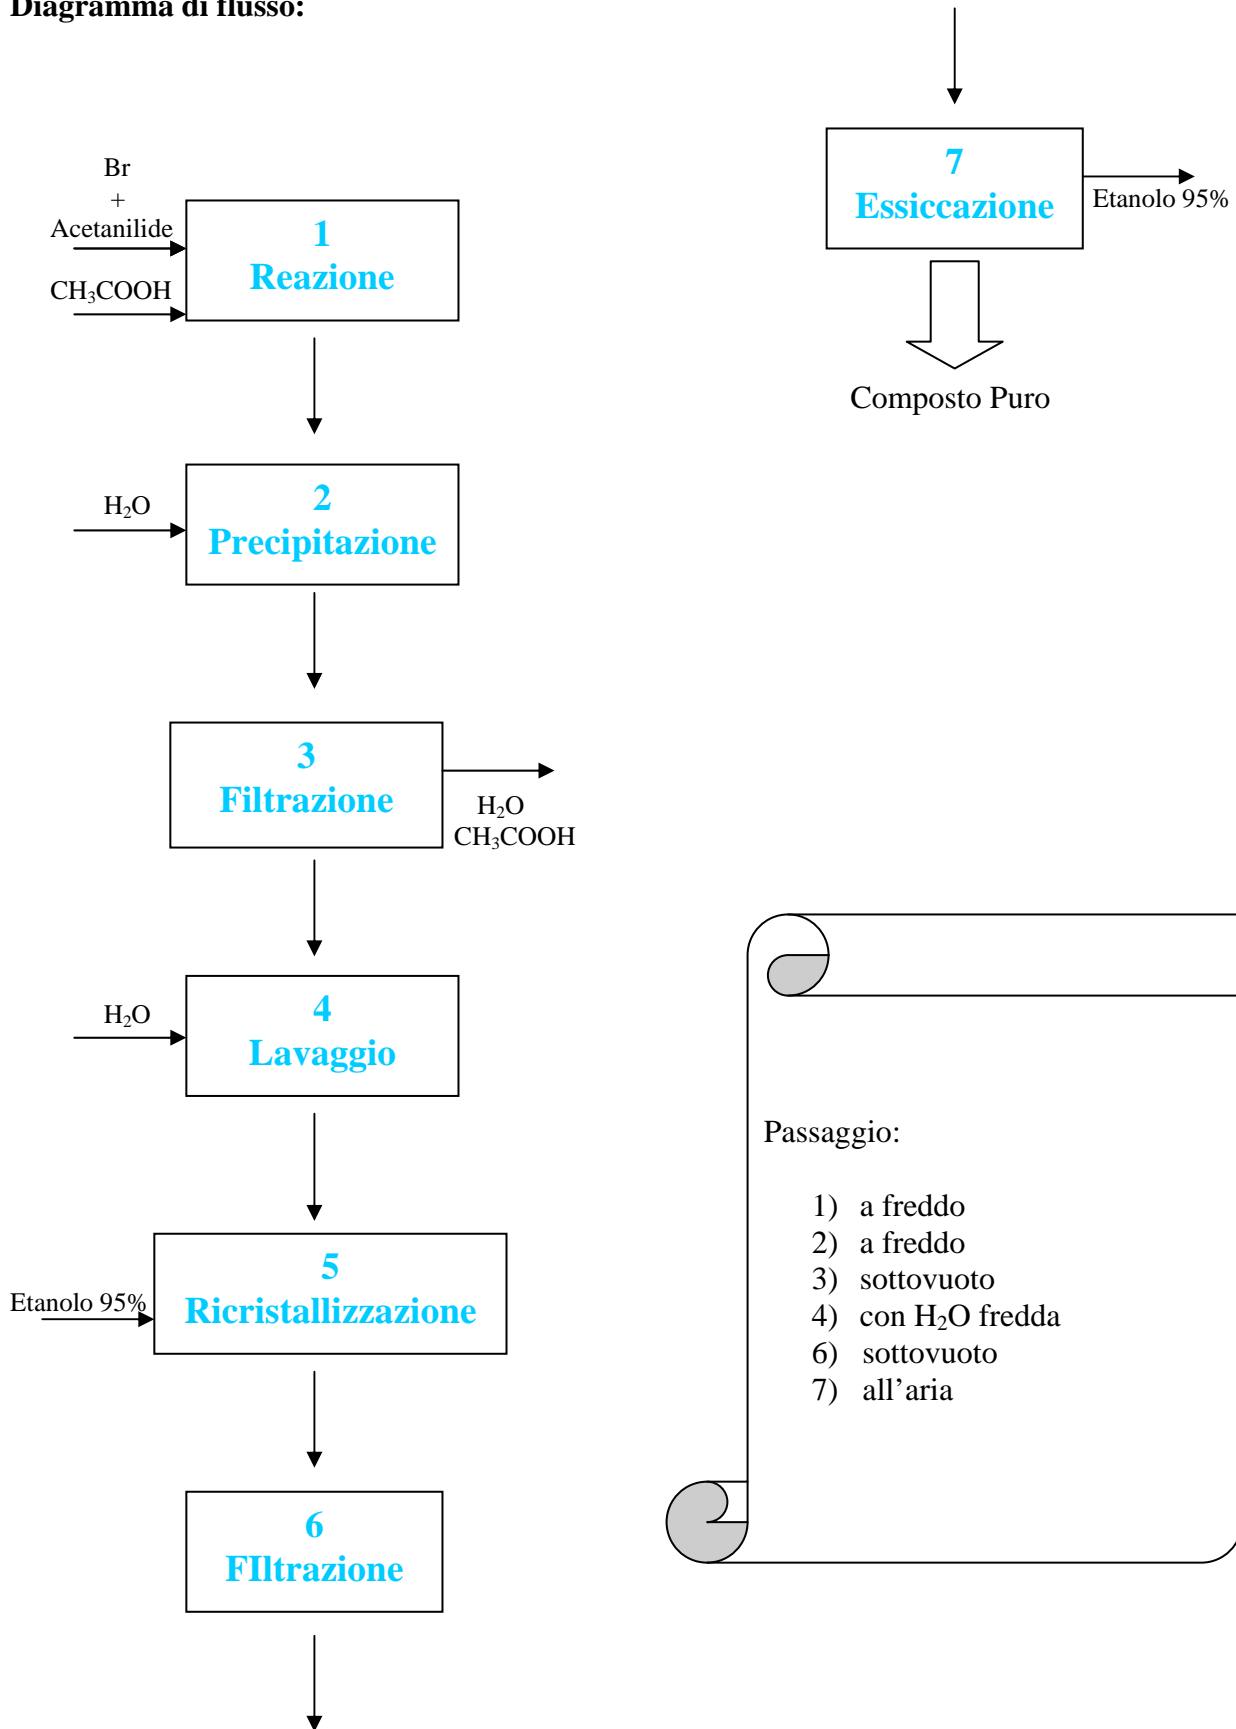 Diagramma di flusso:
Br
+
Acetanilide
CH₃COOH
1
Reazione
H₂O
2
Precipitazione
3
Filtrazione
H₂O
CH₃COOH
H₂O
4
Lavaggio
Etanolo 95%
5
Ricristallizzazione
6
FIltrazione
7
Essiccazione
Etanolo 95%
Composto Puro
Passaggio:
1) a freddo
2) a freddo
3) sottovuoto
4) con H₂O fredda
6) sottovuoto
7) all’aria